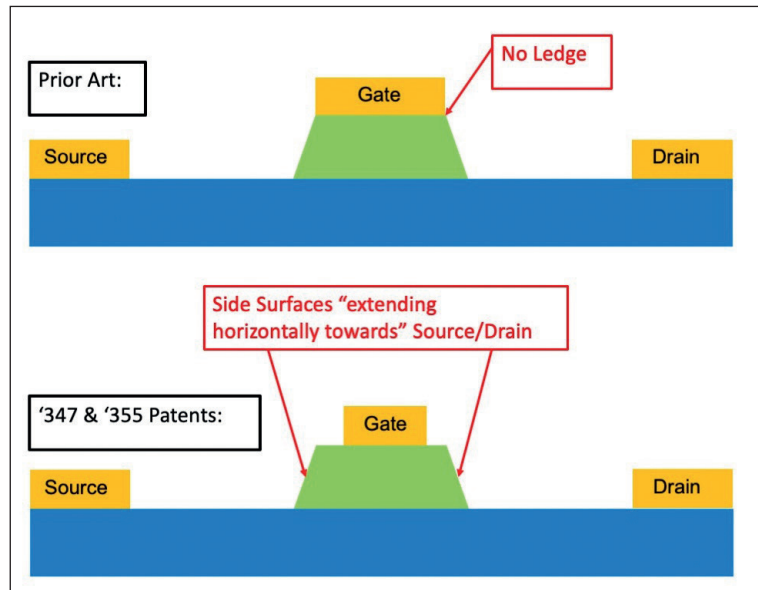 Prior Art:
No Ledge
Gate
Source
Drain
Side Surfaces “extending
horizontally towards” Source/Drain
‘347 & ‘355 Patents:
Gate
Source
Drain